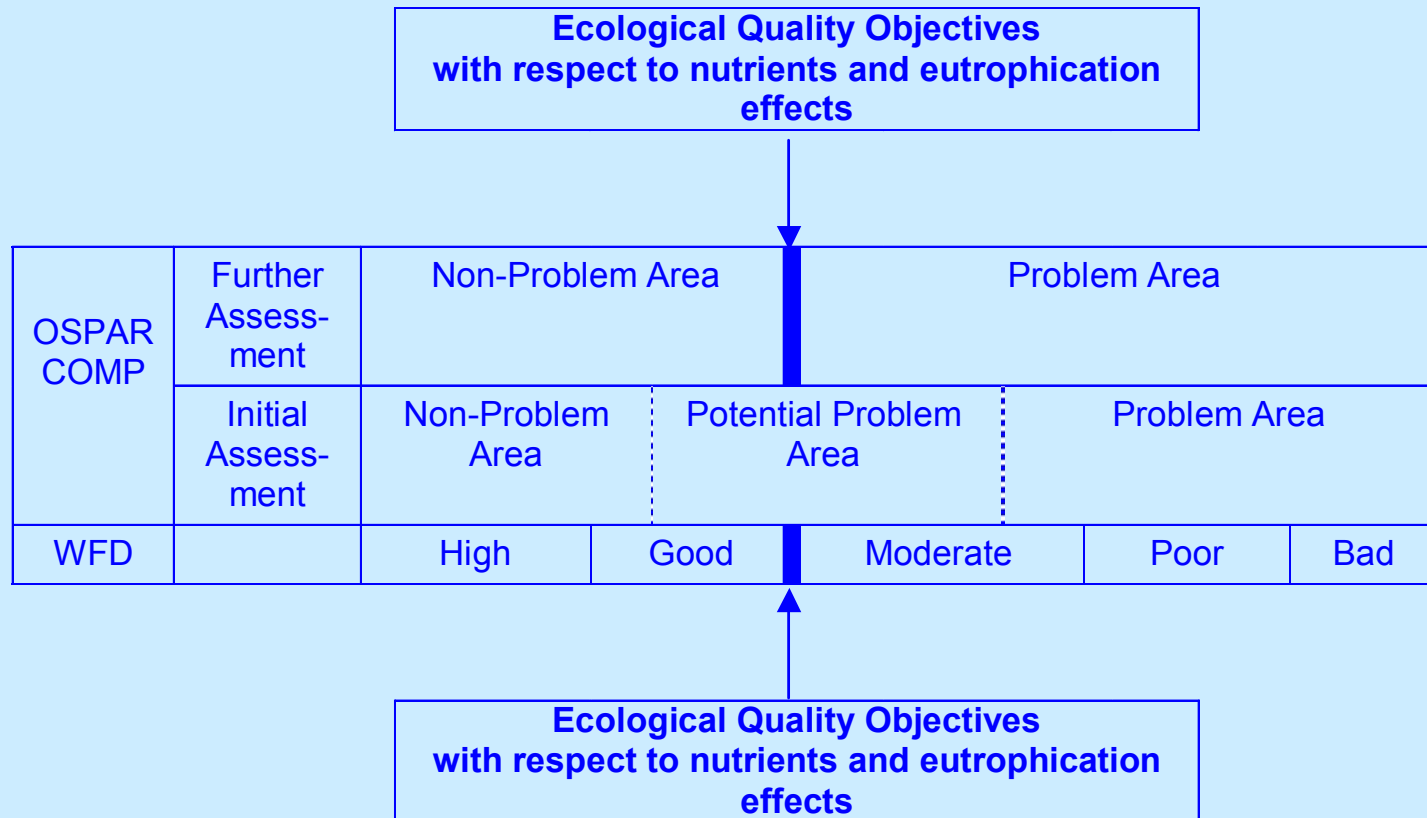 Ecological Quality Objectives
with respect to nutrients and eutrophication
effects
OSPAR
COMP
Further
Assess-
ment
Non-Problem Area
Problem Area
Initial
Assess-
ment
Non-Problem
Area
Potential Problem
Area
Problem Area
WFD
High
Good
Moderate
Poor
Bad
Ecological Quality Objectives
with respect to nutrients and eutrophication
effects